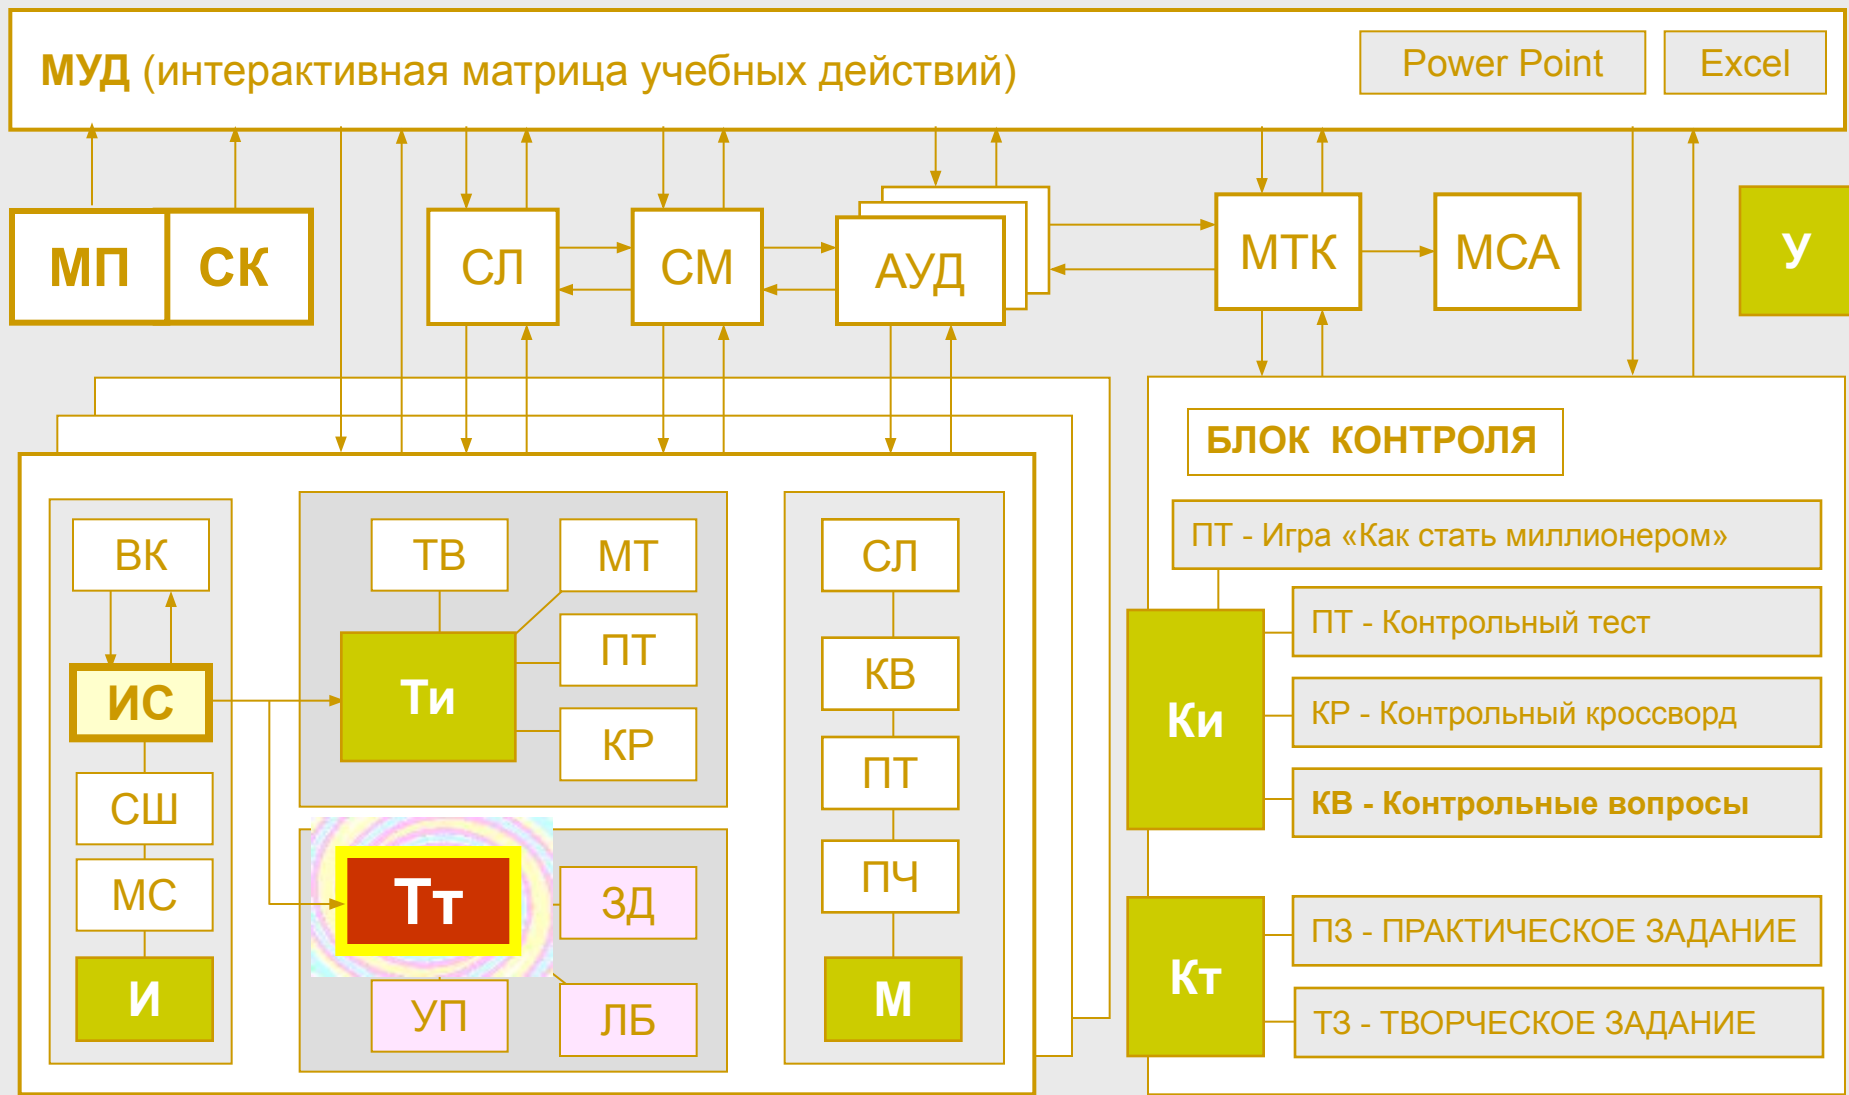 МУД (интерактивная матрица учебных действий)
Power Point
Excel
МП
СК
СЛ
СМ
АУД
МТК
МСА
У
БЛОК КОНТРОЛЯ
ВК
ИС
СШ
МС
И
ТВ
МТ
ПТ
КР
Ти
Тт
ЗД
УП
ЛБ
СЛ
КВ
ПТ
ПЧ
М
ПТ - Игра «Как стать миллионером»
Ки
ПТ - Контрольный тест
КР - Контрольный кроссворд
КВ - Контрольные вопросы
Кт
ПЗ - ПРАКТИЧЕСКОЕ ЗАДАНИЕ
ТЗ - ТВОРЧЕСКОЕ ЗАДАНИЕ